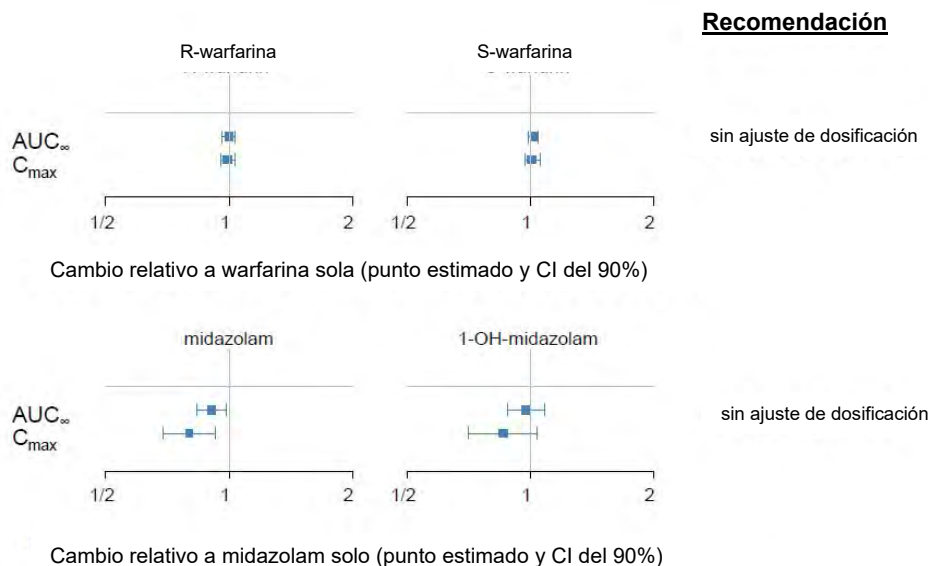 Recomendación
R-warfarina
S-warfarina
AUC∞
Cmax
sin ajuste de dosificación
1/2 1 2
1/2 1 2
Cambio relativo a warfarina sola (punto estimado y CI del 90%)
midazolam
1-OH-midazolam
AUC∞
Cmax
sin ajuste de dosificación
1/2 1 2
1/2 1 2
Cambio relativo a midazolam solo (punto estimado y CI del 90%)